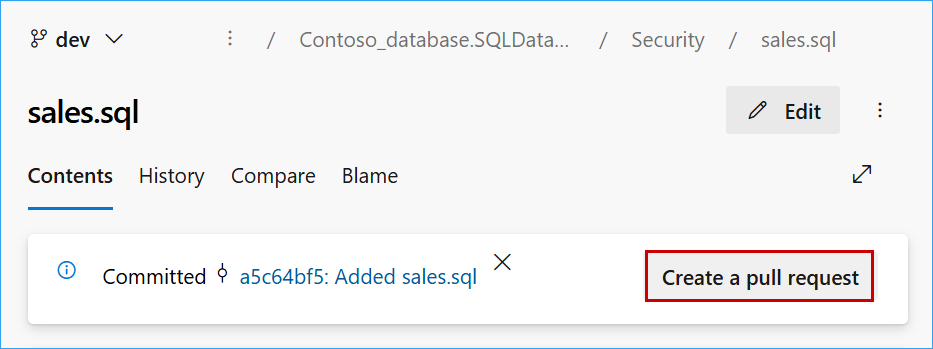 dev / Contoso_database.SQLData... / Security / sales.sql
sales.sql
Edit
Contents History Compare Blame
Committed a5c64bf5: Added sales.sql
Create a pull request